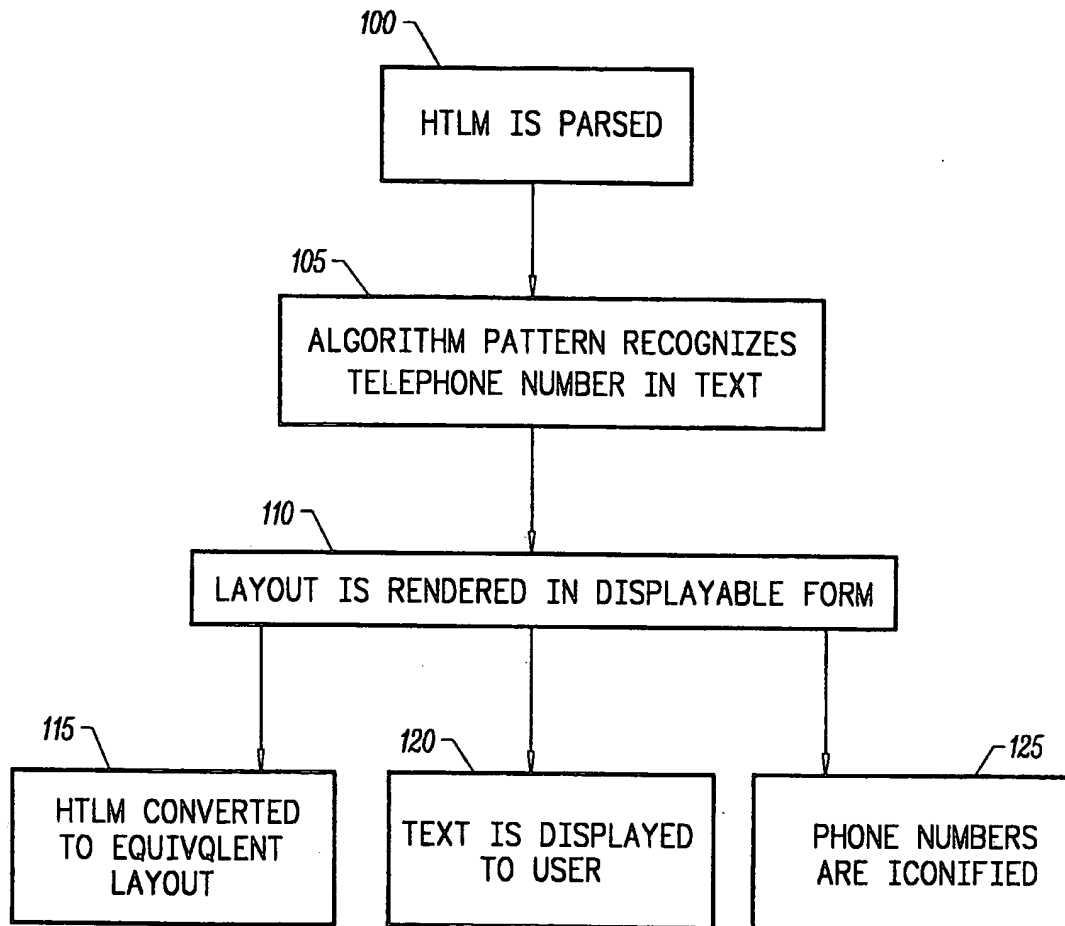 100
HTLM IS PARSED
105
ALGORITHM PATTERN RECOGNIZES
TELEPHONE NUMBER IN TEXT
110
LAYOUT IS RENDERED IN DISPLAYABLE FORM
115
HTLM CONVERTED
TO EQUIVQLENT
LAYOUT
120
TEXT IS DISPLAYED
TO USER
125
PHONE NUMBERS
ARE ICONIFIED